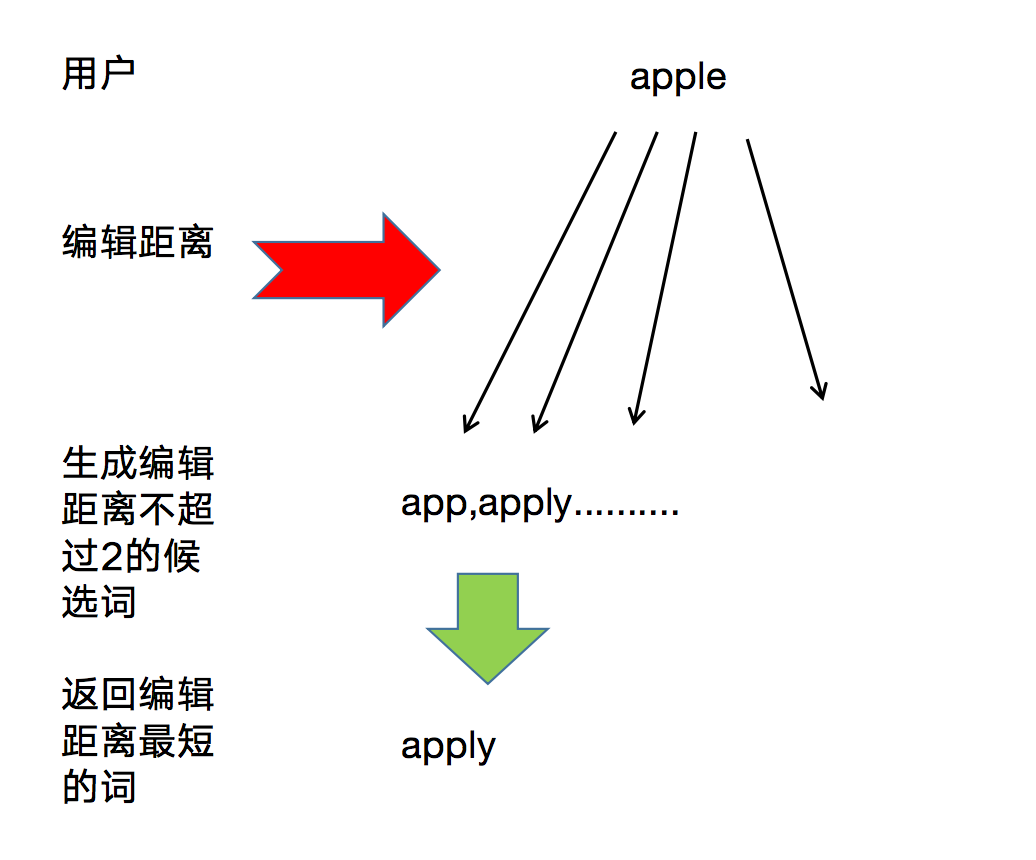 用户
apple
编辑距离
生成编辑
距离不超
过2的候
选词
app,apply..........
返回编辑
距离最短
的词
apply